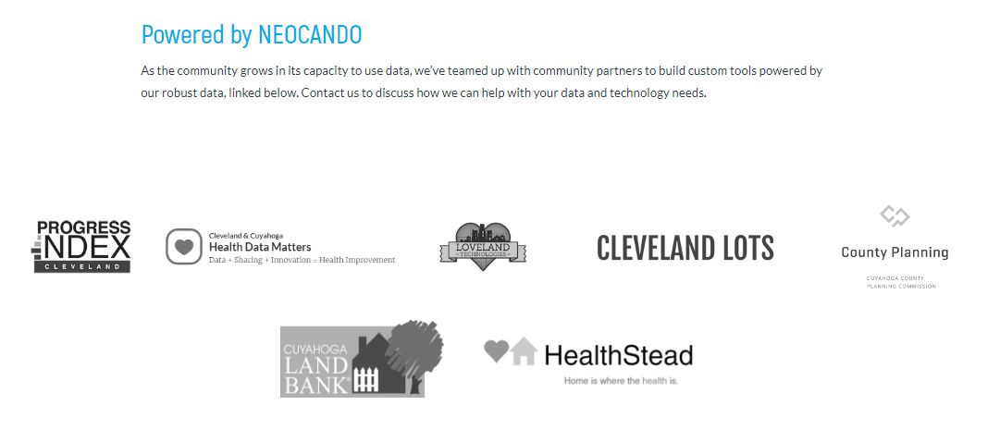 Powered by NEOCANDO
As the community grows in its capacity to use data, we've teamed up with community partners to build custom tools powered by
our robust data, linked below. Contact us to discuss how we can help with your data and technology needs.
PROGRESS
INDEX
CLEVELAND
Cleveland & Cuyahoga
Health Data Matters
Data + Sharing + Innovation = Health Improvement
LOVELAND
TECHNOLOGIES
CLEVELAND LOTS
County Planning
CUYAHOGA COUNTY
PLANNING COMMISSION
CUYAHOGA
LAND
BANK®
HealthStead
Home is where the health is.